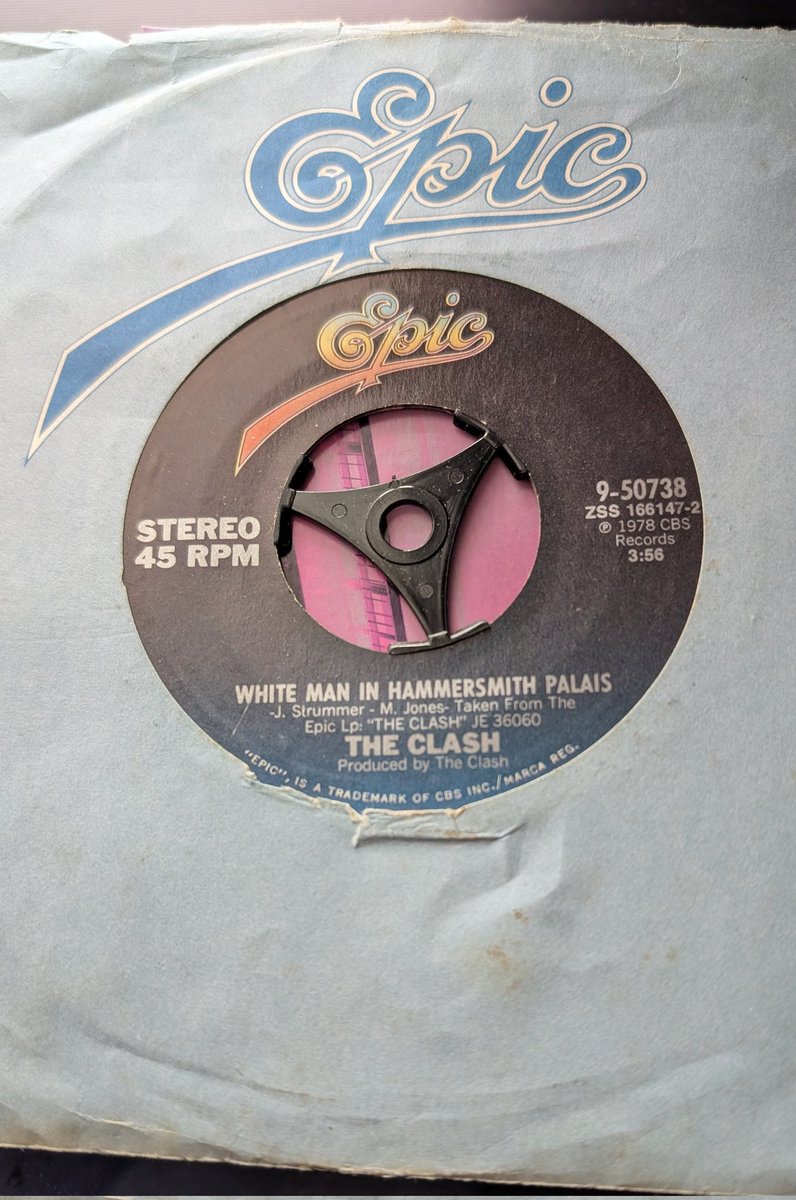 Epic
Epic
STEREO
45 RPM
9-50738
ZSS 166147-2
℗ 1978 CBS
Records
3:56
WHITE MAN IN HAMMERSMITH PALAIS
-J. Strummer - M. Jones- Taken From The
Epic Lp: "THE CLASH" JE 36060
THE CLASH
Produced by The Clash
"EPIC", IS A TRADEMARK OF CBS INC./MARCA REG.